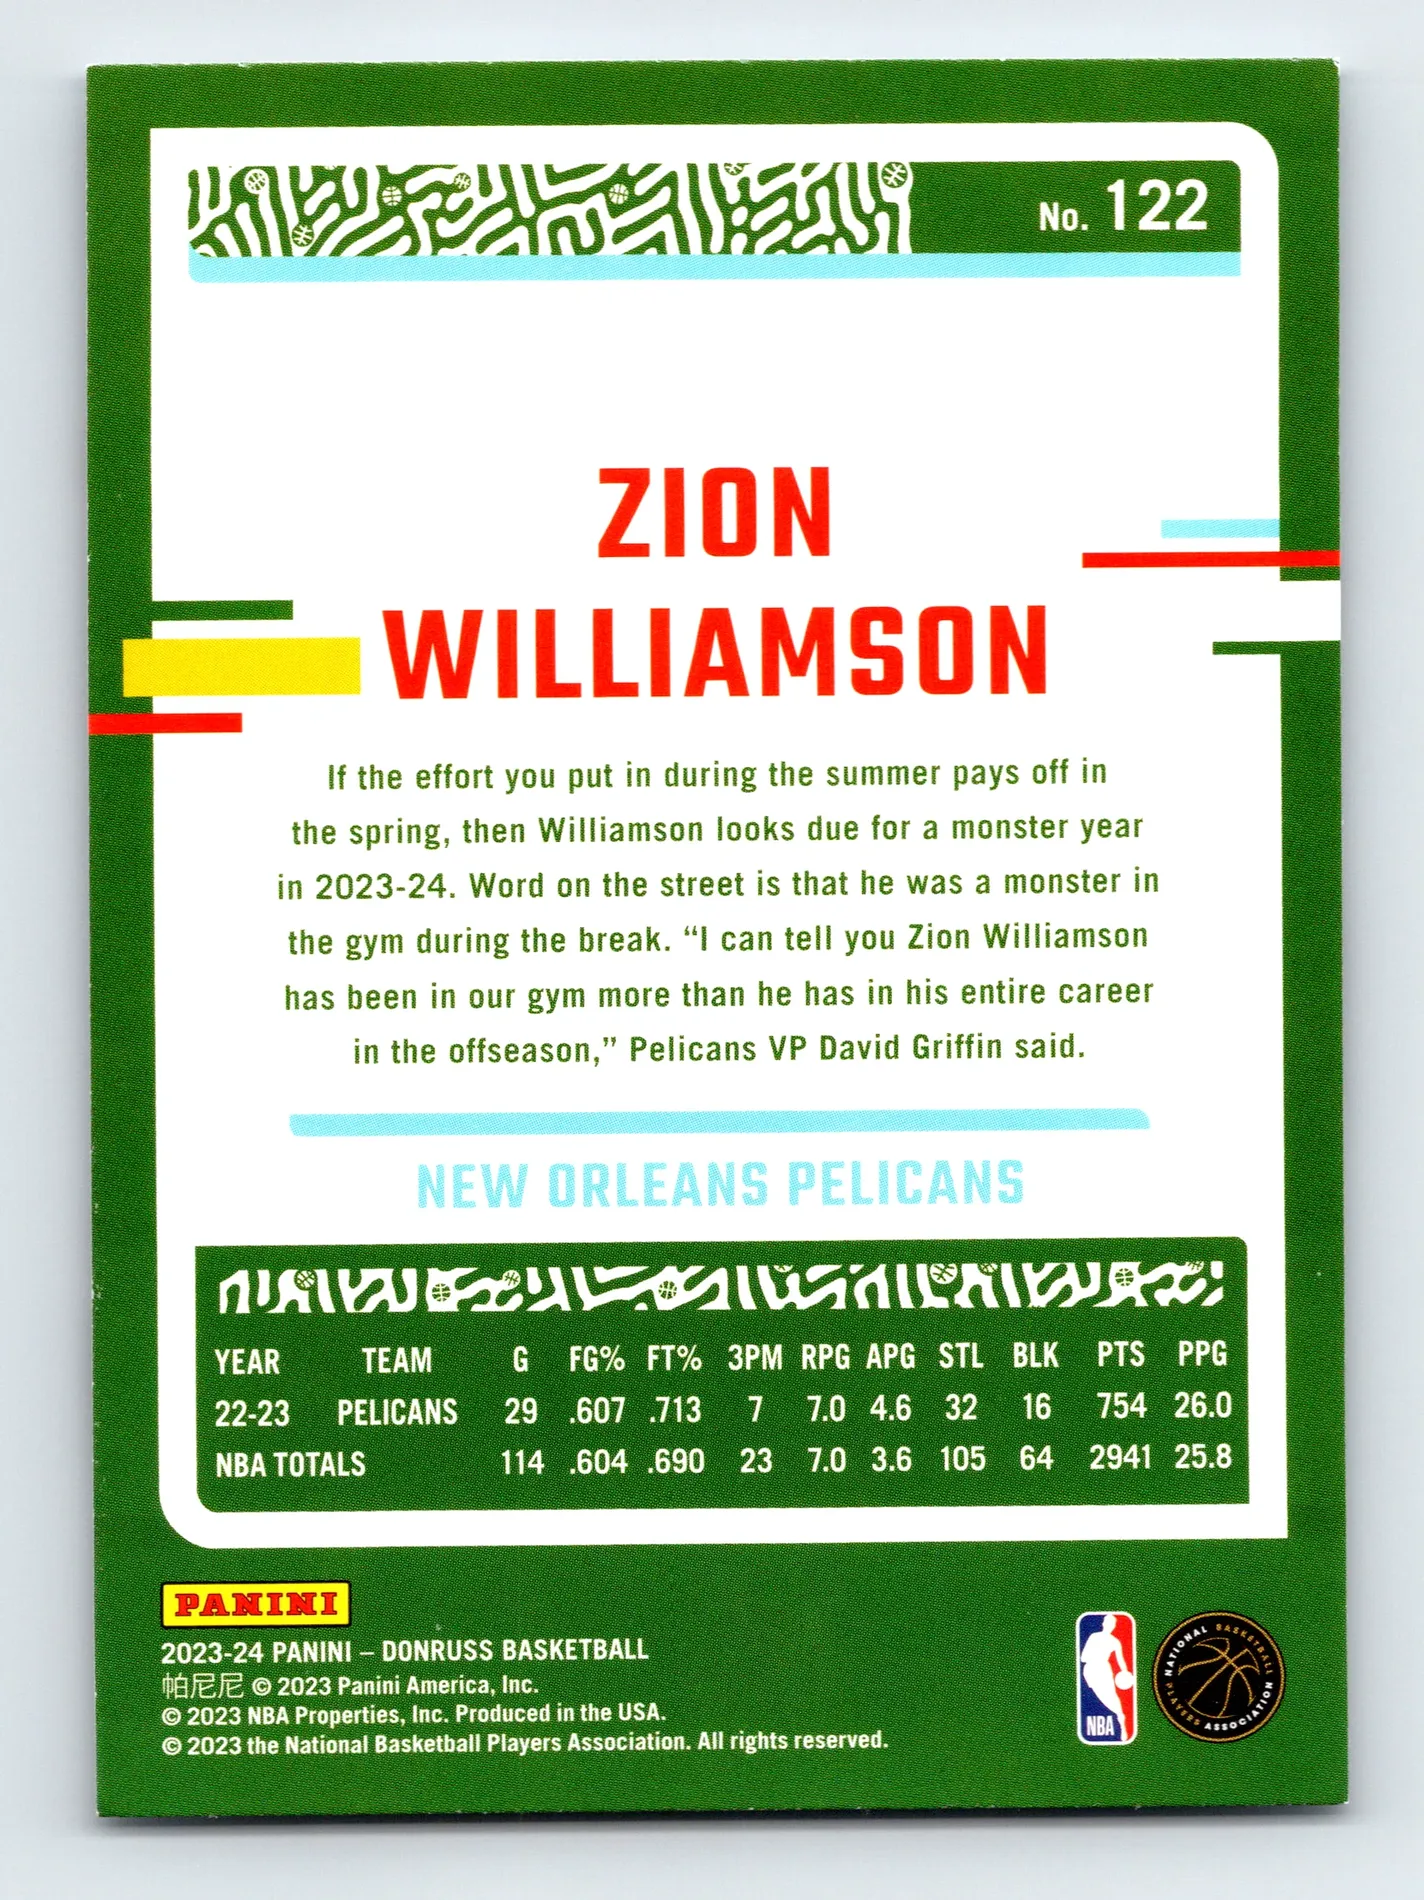 No. 122
ZION
WILLIAMSON
If the effort you put in during the summer pays off in
the spring, then Williamson looks due for a monster year
in 2023-24. Word on the street is that he was a monster in
the gym during the break. “I can tell you Zion Williamson
has been in our gym more than he has in his entire career
in the offseason,” Pelicans VP David Griffin said.
NEW ORLEANS PELICANS
YEAR TEAM G FG% FT% 3PM RPG APG STL BLK PTS PPG
22-23 PELICANS 29 .607 .713 7 7.0 4.6 32 16 754 26.0
NBA TOTALS 114 .604 .690 23 7.0 3.6 105 64 2941 25.8
PANINI
2023-24 PANINI – DONRUSS BASKETBALL
帕尼尼 © 2023 Panini America, Inc.
© 2023 NBA Properties, Inc. Produced in the USA.
© 2023 the National Basketball Players Association. All rights reserved.
NBA
NATIONAL BASKETBALL
PLAYERS ASSOCIATION